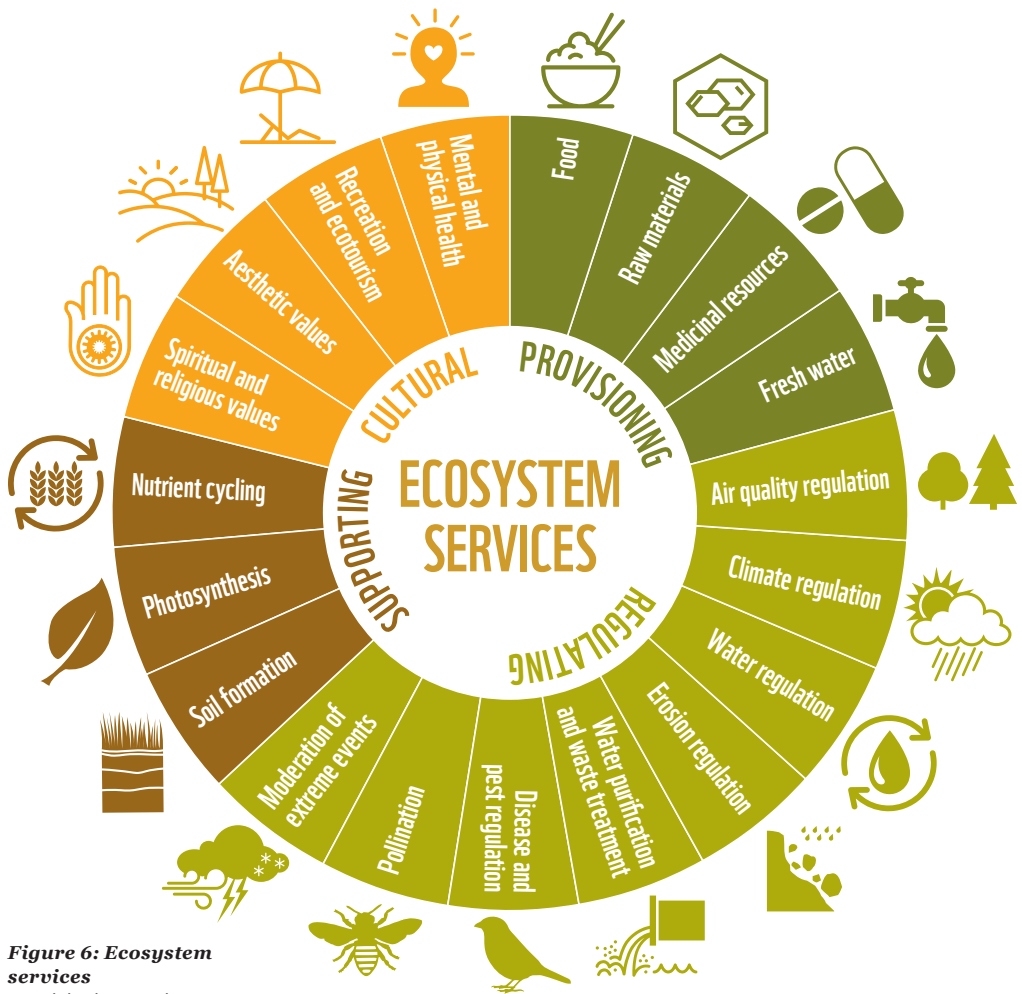 ECOSYSTEM
SERVICES
PROVISIONING
Food
Raw materials
Medicinal resources
Fresh water
REGULATING
Air quality regulation
Climate regulation
Water regulation
Erosion regulation
Water purification
and waste treatment
Disease and
pest regulation
Pollination
Moderation of
extreme events
SUPPORTING
Soil formation
Photosynthesis
Nutrient cycling
CULTURAL
Spiritual and
religious values
Aesthetic values
Recreation
and ecotourism
Mental and
physical health
Figure 6: Ecosystem
services